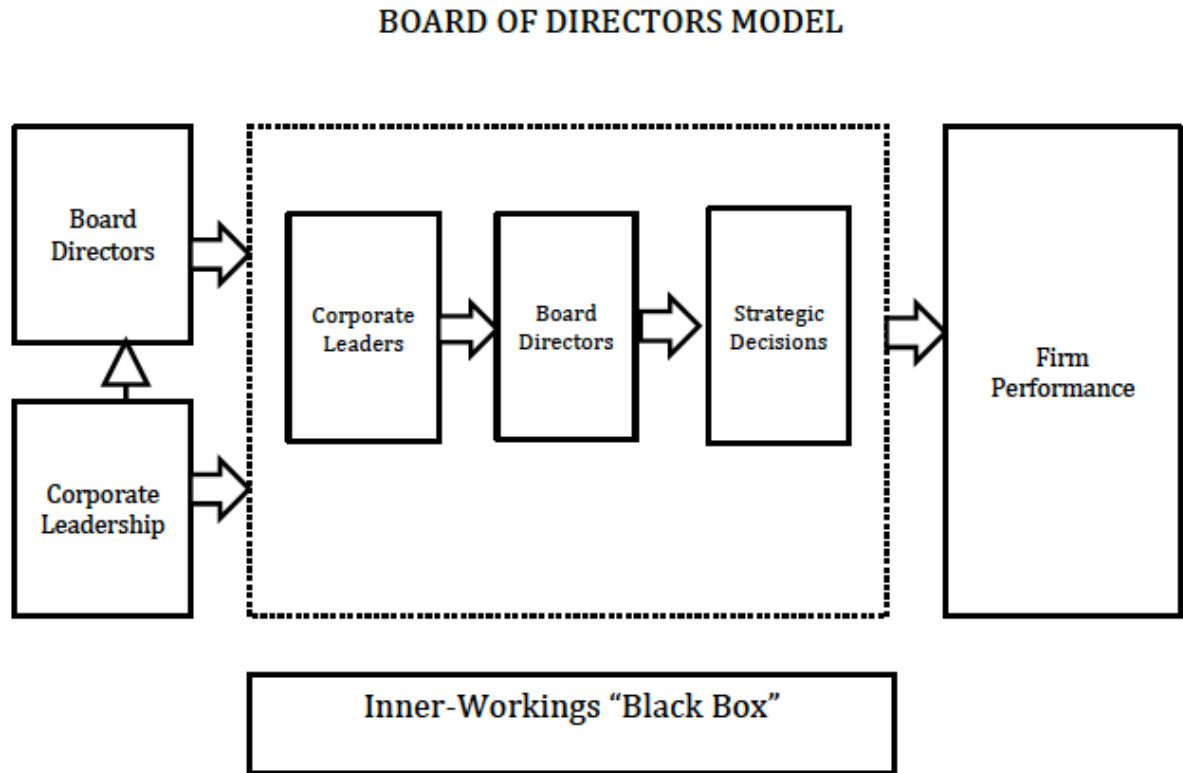 BOARD OF DIRECTORS MODEL
Board
Directors
Corporate
Leadership
Corporate
Leaders
Board
Directors
Strategic
Decisions
Firm
Performance
Inner-Workings “Black Box”